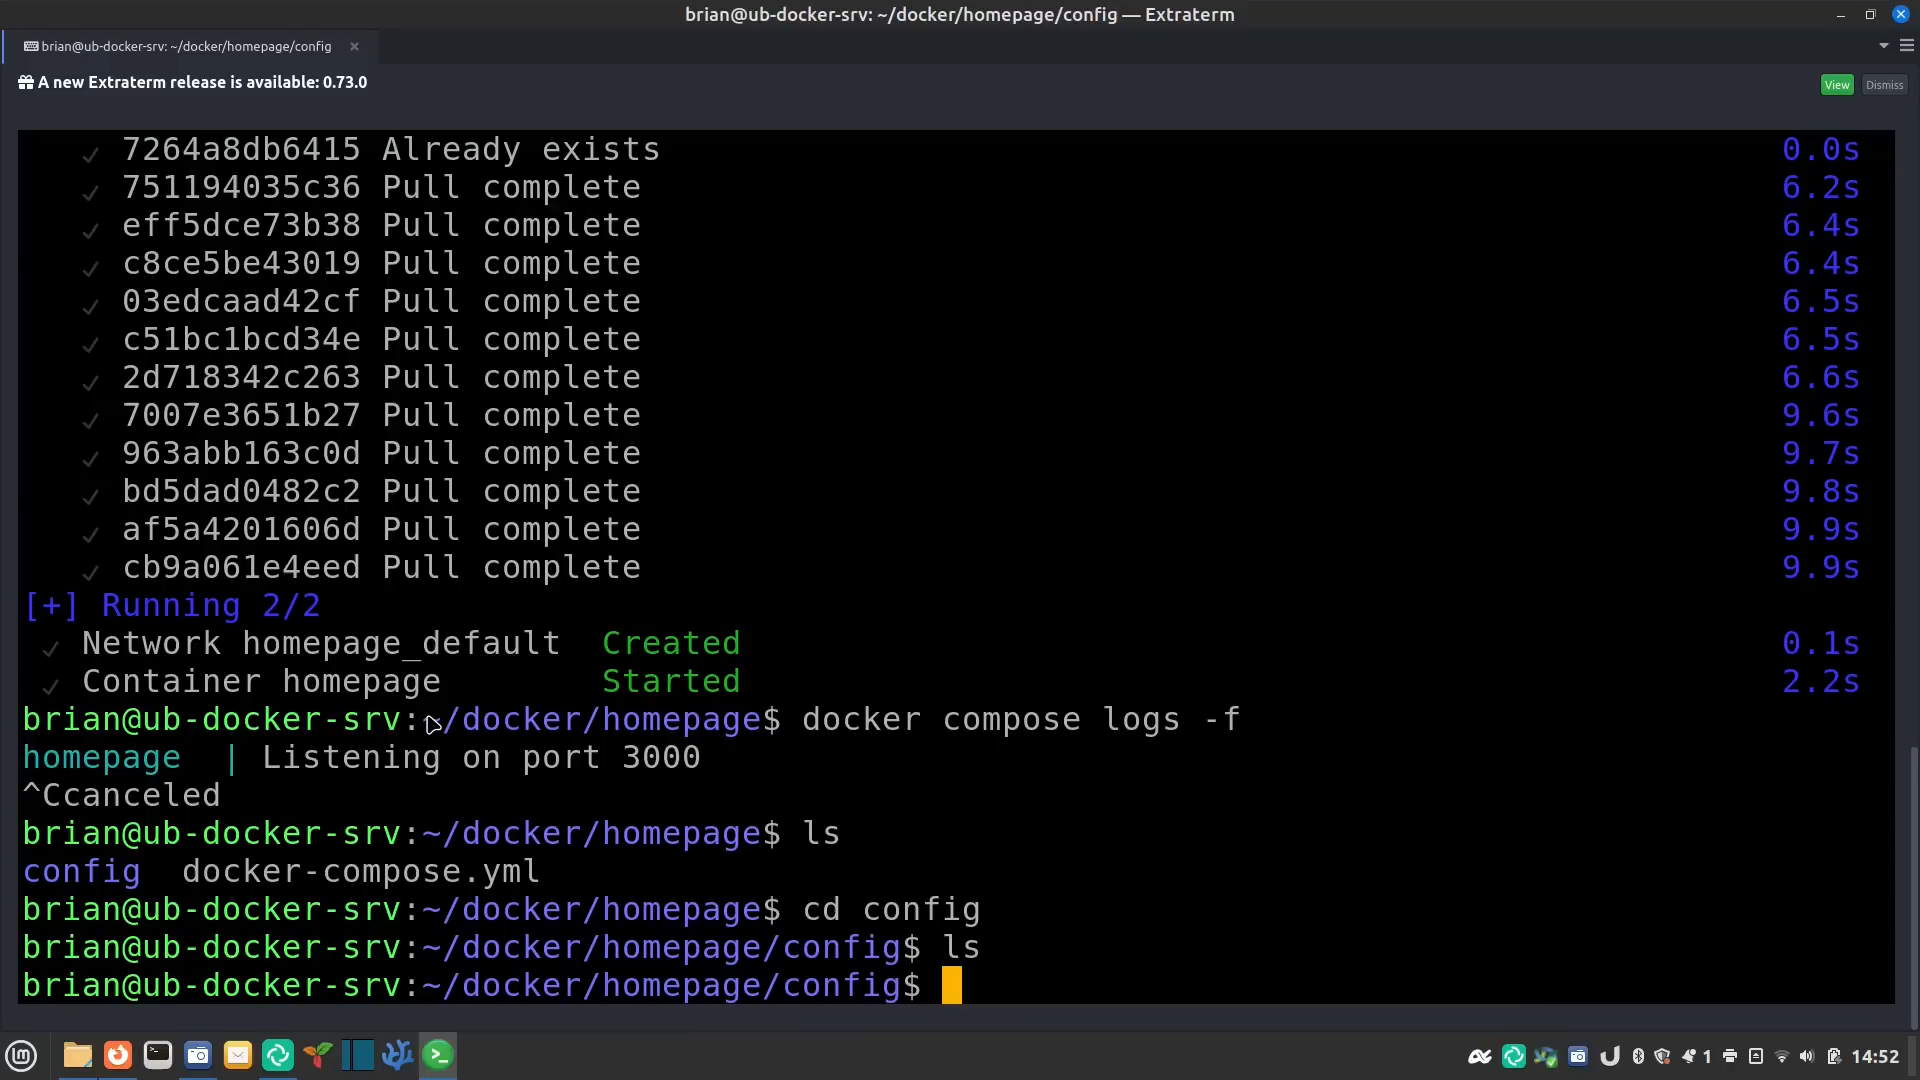 brian@ub-docker-srv: ~/docker/homepage/config — Extraterm
brian@ub-docker-srv: ~/docker/homepage/config
A new Extraterm release is available: 0.73.0
View Dismiss
7264a8db6415 Already exists 0.0s
751194035c36 Pull complete 6.2s
eff5dce73b38 Pull complete 6.4s
c8ce5be43019 Pull complete 6.4s
03edcaad42cf Pull complete 6.5s
c51bc1bcd34e Pull complete 6.5s
2d718342c263 Pull complete 6.6s
7007e3651b27 Pull complete 9.6s
963abb163c0d Pull complete 9.7s
bd5dad0482c2 Pull complete 9.8s
af5a4201606d Pull complete 9.9s
cb9a061e4eed Pull complete 9.9s
[+] Running 2/2
Network homepage_default Created 0.1s
Container homepage Started 2.2s
brian@ub-docker-srv:~/docker/homepage$ docker compose logs -f
homepage | Listening on port 3000
^Ccanceled
brian@ub-docker-srv:~/docker/homepage$ ls
config docker-compose.yml
brian@ub-docker-srv:~/docker/homepage$ cd config
brian@ub-docker-srv:~/docker/homepage/config$ ls
brian@ub-docker-srv:~/docker/homepage/config$
1 14:52